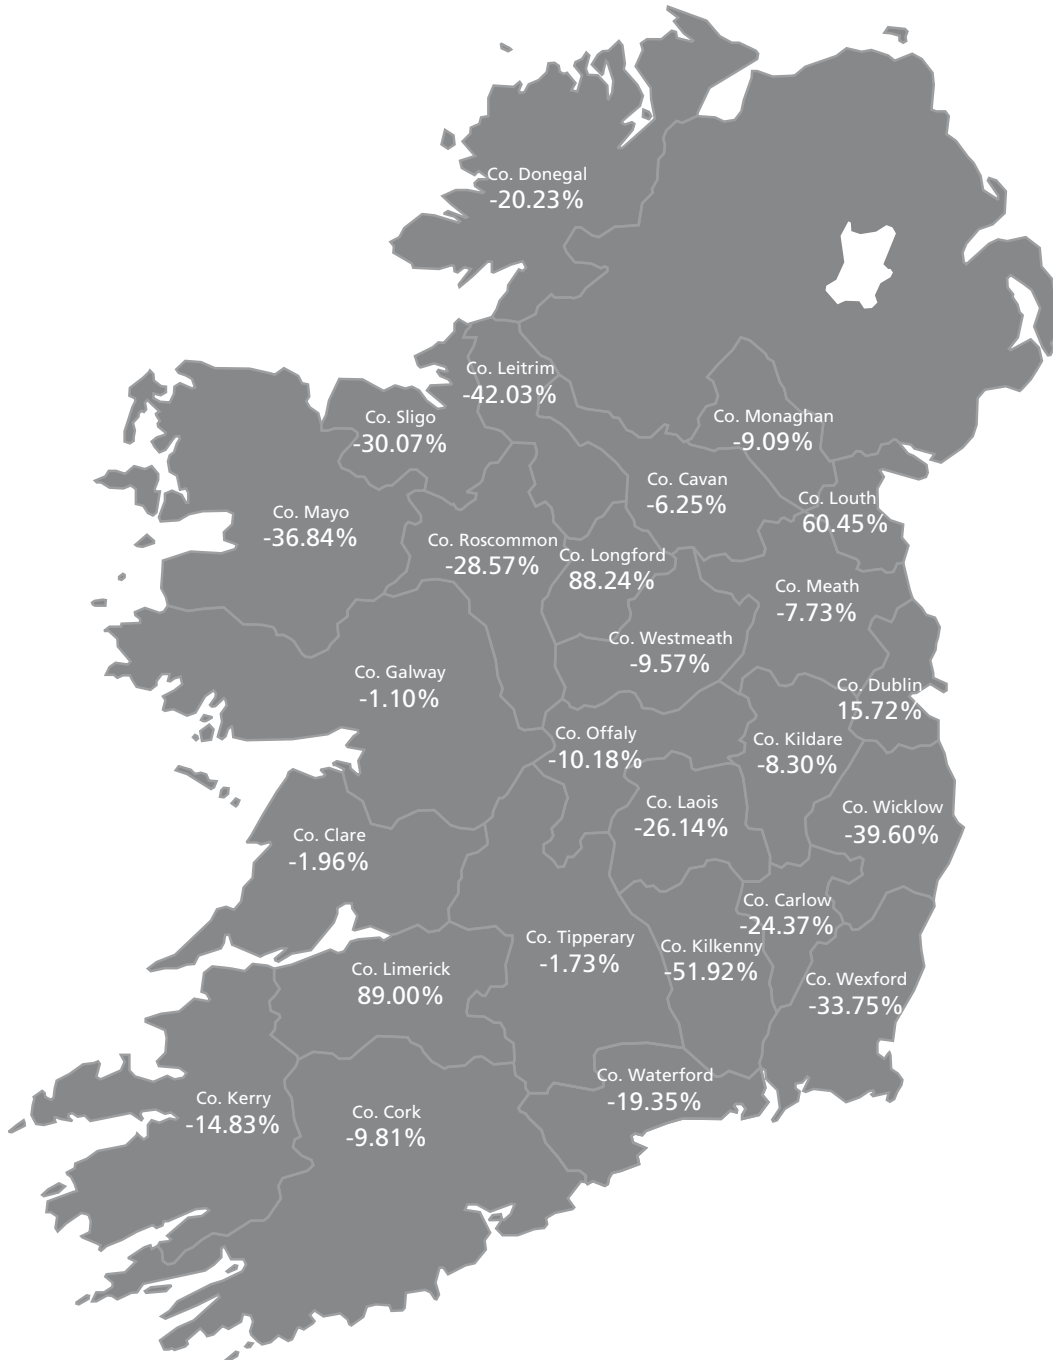 Co. Donegal
-20.23%
Co. Leitrim
-42.03%
Co. Sligo
-30.07%
Co. Monaghan
-9.09%
Co. Cavan
-6.25%
Co. Louth
60.45%
Co. Mayo
-36.84%
Co. Roscommon
-28.57%
Co. Longford
88.24%
Co. Meath
-7.73%
Co. Westmeath
-9.57%
Co. Galway
-1.10%
Co. Dublin
15.72%
Co. Offaly
-10.18%
Co. Kildare
-8.30%
Co. Laois
-26.14%
Co. Wicklow
-39.60%
Co. Clare
-1.96%
Co. Carlow
-24.37%
Co. Tipperary
-1.73%
Co. Kilkenny
-51.92%
Co. Limerick
89.00%
Co. Wexford
-33.75%
Co. Waterford
-19.35%
Co. Kerry
-14.83%
Co. Cork
-9.81%